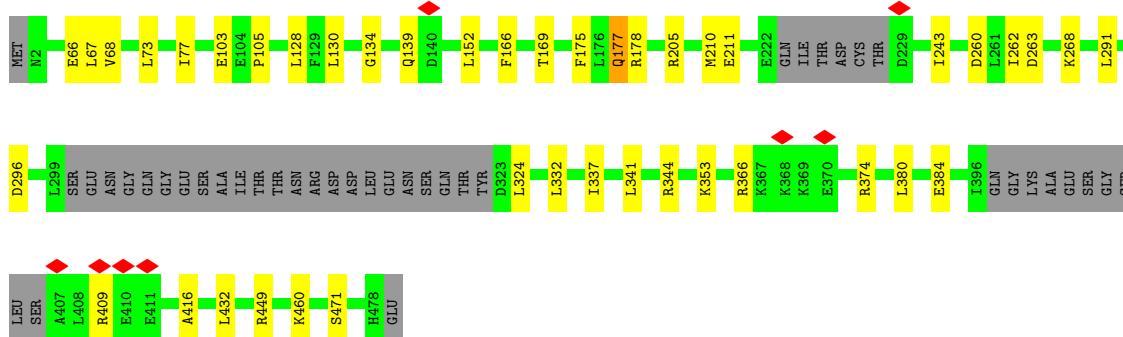 MET N2 E66 L67 V68 L73 I77 E103 E104 P105 L128 F129 L130 G134 Q139 D140 L152 F166 T169 F175 L176 Q177 R178 R205 M210 E211 E222 GLN ILE THR ASP CYS THR D229 I243 D260 L261 I262 D263 K268 L291
D296 L299 SER GLU ASN GLY GLN GLY GLU SER ALA ILE THR THR ASN ARG ASP ASP LEU GLU ASN SER GLN THR TYR D323 L324 L332 I337 L341 R344 K353 R366 K367 K368 K369 E370 R374 L380 E384 I396 GLN GLY LYS ALA GLU SER GLY
LEU SER A407 L408 R409 E410 E411 A416 L432 R449 K460 S471 H478 GLU